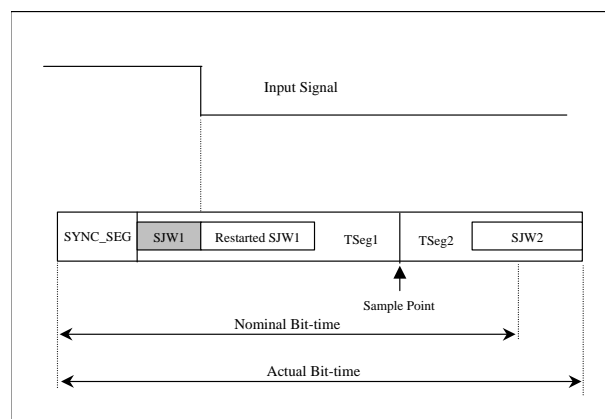 Input Signal
SYNC_SEG SJW1 Restarted SJW1 TSeg1 TSeg2 SJW2
Sample Point
Nominal Bit-time
Actual Bit-time